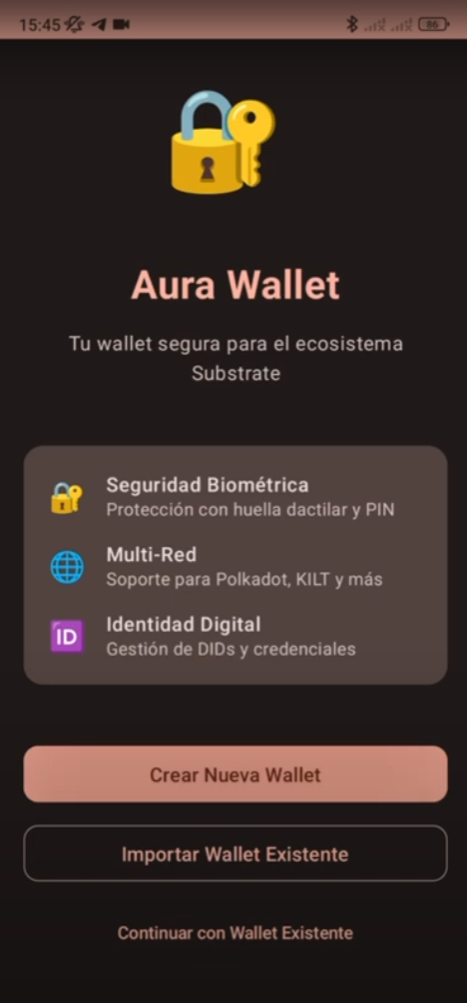 15:45
86
Aura Wallet
Tu wallet segura para el ecosistema
Substrate
Seguridad Biométrica
Protección con huella dactilar y PIN
Multi-Red
Soporte para Polkadot, KILT y más
ID
Identidad Digital
Gestión de DIDs y credenciales
Crear Nueva Wallet
Importar Wallet Existente
Continuar con Wallet Existente